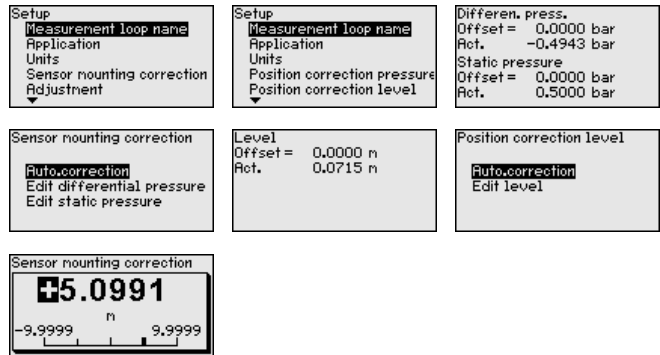 Setup
Measurement loop name
Application
Units
Sensor mounting correction
Adjustment
Setup
Measurement loop name
Application
Units
Position correction pressure
Position correction level
Differen. press.
Offset = 0.0000 bar
Act. -0.4943 bar
Static pressure
Offset = 0.0000 bar
Act. 0.5000 bar
Sensor mounting correction
Auto.correction
Edit differential pressure
Edit static pressure
Level
Offset = 0.0000 m
Act. 0.0715 m
Position correction level
Auto.correction
Edit level
Sensor mounting correction
+5.0991
m
-9.9999 9.9999